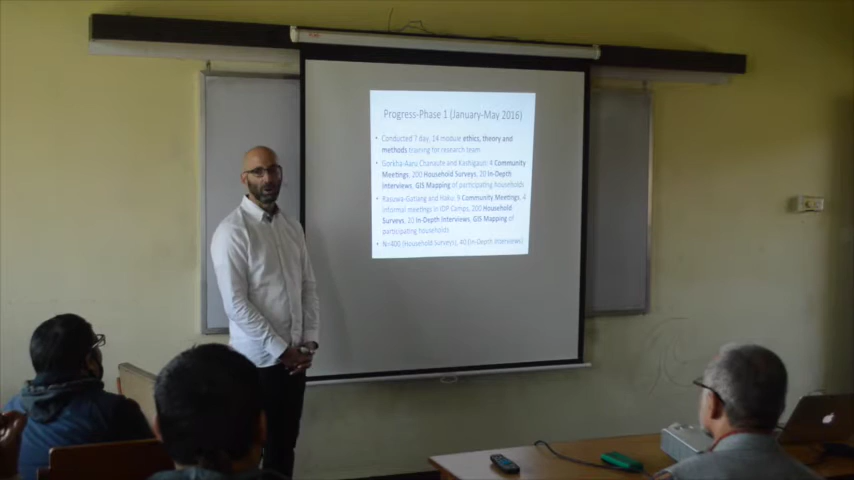 Progress-Phase 1 (January-May 2016)
• Conducted 7 day, 14 module ethics, theory and
methods training for research team
• Gorkha-Aaru Chanaute and Kashigaun: 4 Community
Meetings, 200 Household Surveys, 20 In-Depth
Interviews, GIS Mapping of participating households
• Rasuwa-Gatlang and Haku: 9 Community Meetings, 4
informal meetings in IDP Camps, 200 Household
Surveys, 20 In-Depth Interviews, GIS Mapping of
participating households
• N=400 (Household Surveys), 40 (In-Depth Interviews)